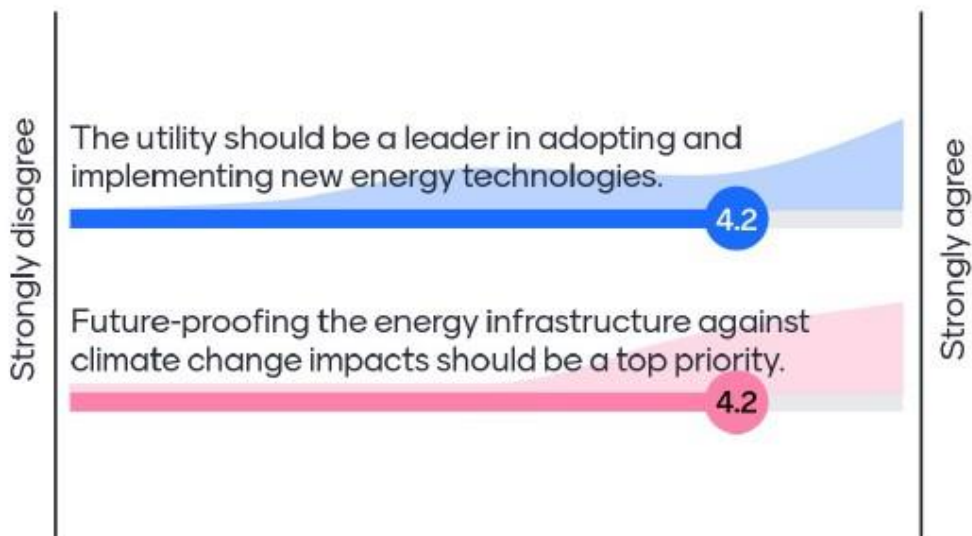 Strongly disagree
The utility should be a leader in adopting and
implementing new energy technologies.
4.2
Future-proofing the energy infrastructure against
climate change impacts should be a top priority.
4.2
Strongly agree